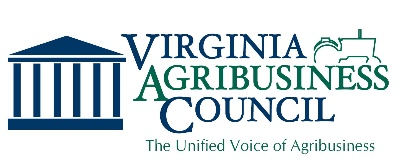 VIRGINIA
AGRIBUSINESS
COUNCIL
The Unified Voice of Agribusiness